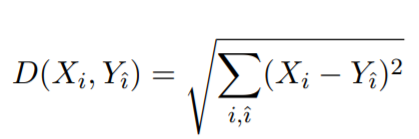 D(X_i, Y_î) = √(∑_{i,î} (X_i − Y_î)²)